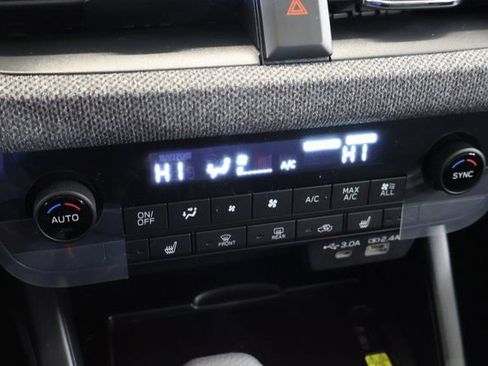 HI A/C HI
AUTO
SYNC
ON/
OFF
A/C
MAX
A/C
ALL
FRONT
REAR
3.0A
2.4A